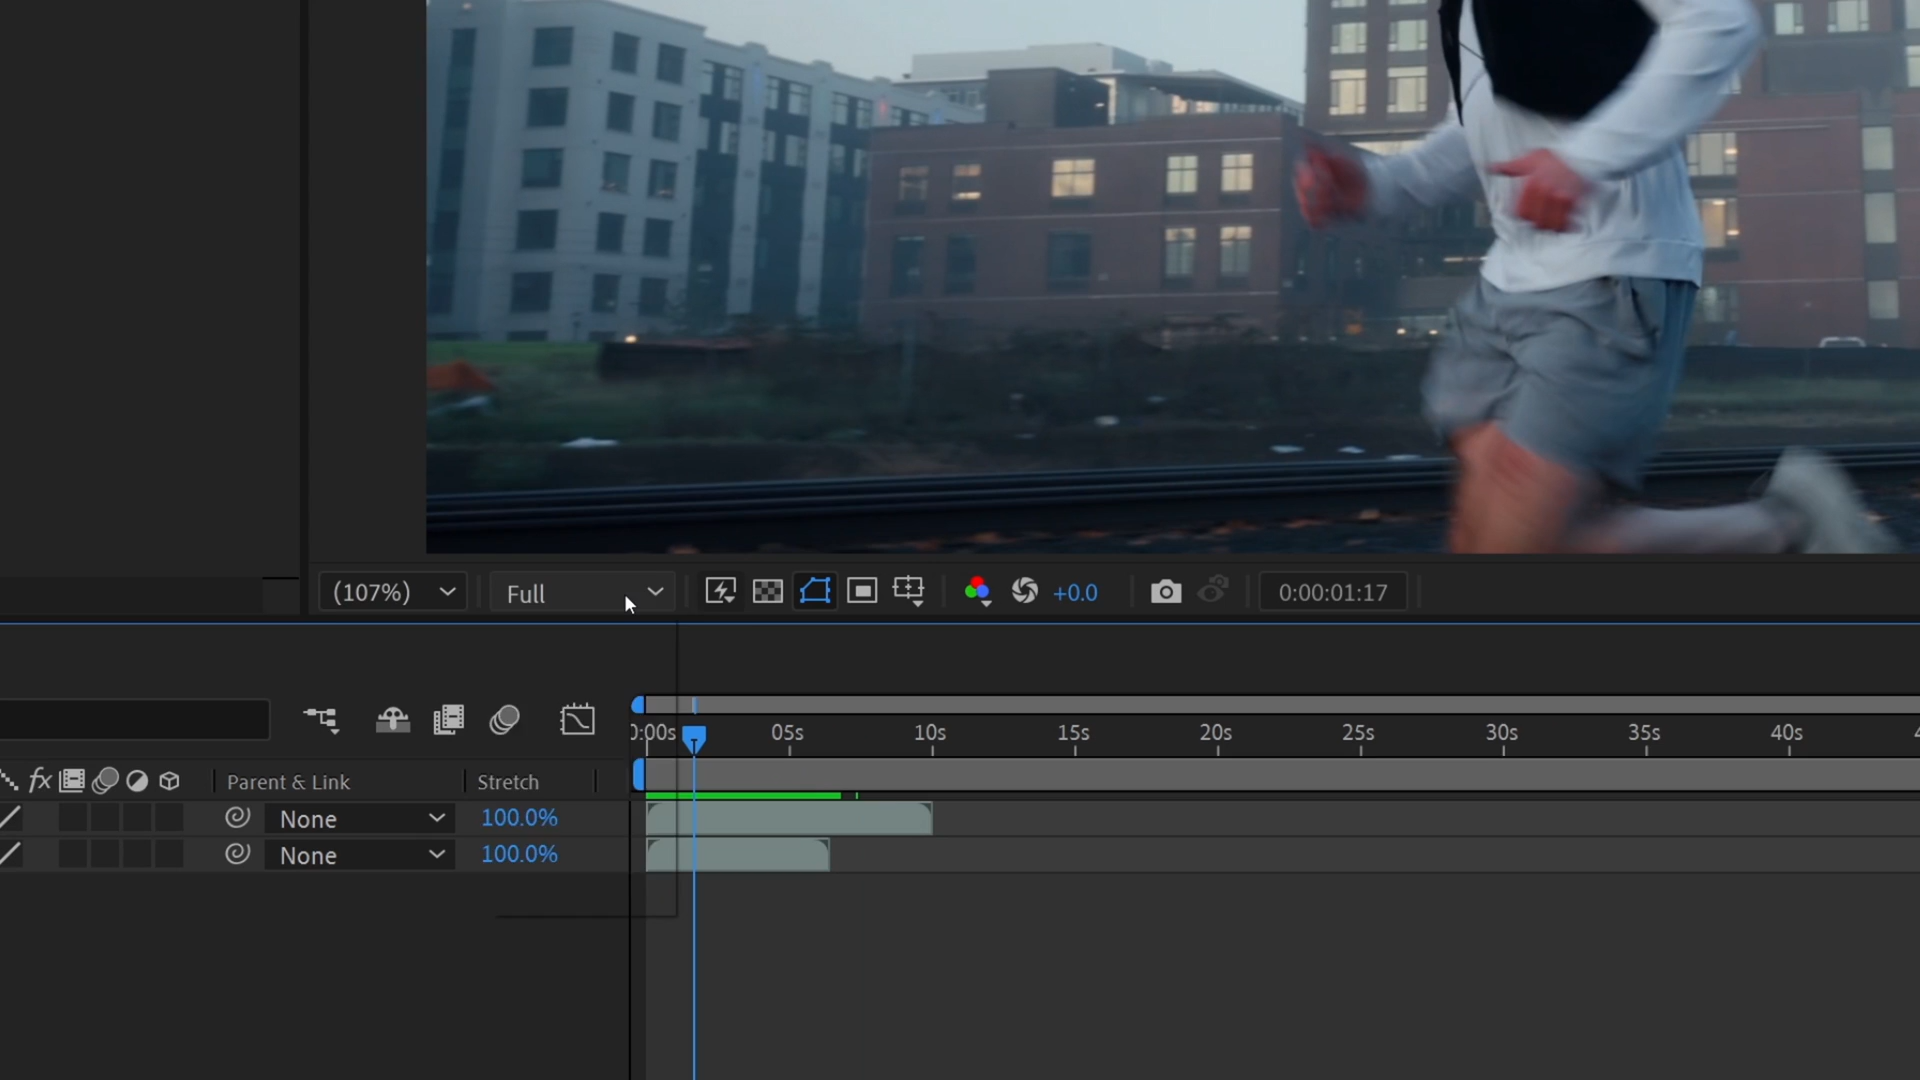 (107%) Full +0.0 0:00:01:17
0:00s 05s 10s 15s 20s 25s 30s 35s 40s
fx Parent & Link Stretch
None 100.0%
None 100.0%